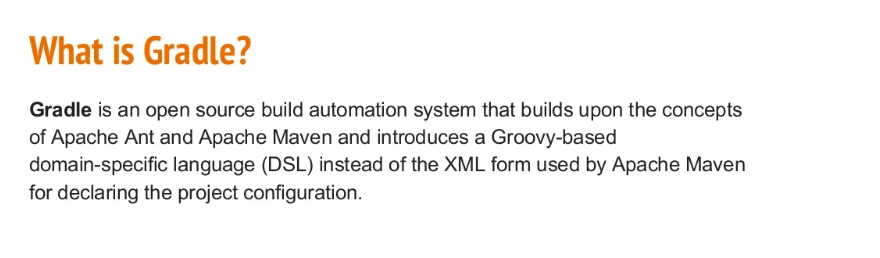 What is Gradle?
Gradle is an open source build automation system that builds upon the concepts
of Apache Ant and Apache Maven and introduces a Groovy-based
domain-specific language (DSL) instead of the XML form used by Apache Maven
for declaring the project configuration.